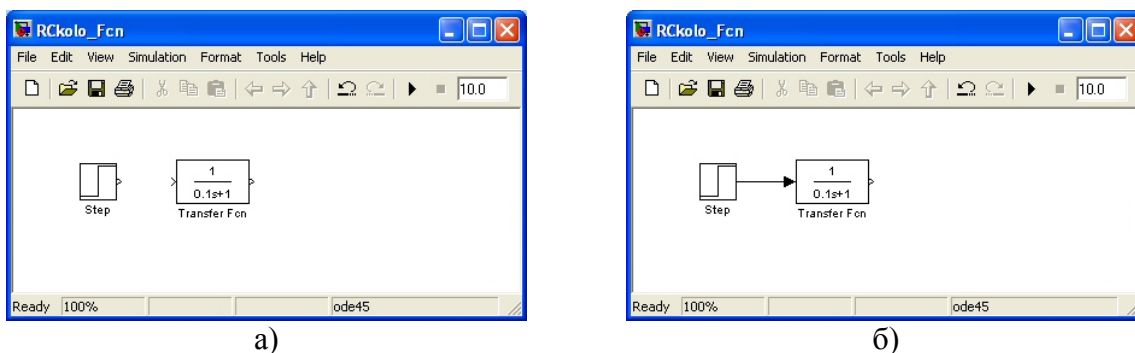 RCkolo_Fcn
File Edit View Simulation Format Tools Help
10.0
Step
1
0.1s+1
Transfer Fcn
Ready 100% ode45
а)
RCkolo_Fcn
File Edit View Simulation Format Tools Help
10.0
Step
1
0.1s+1
Transfer Fcn
Ready 100% ode45
б)